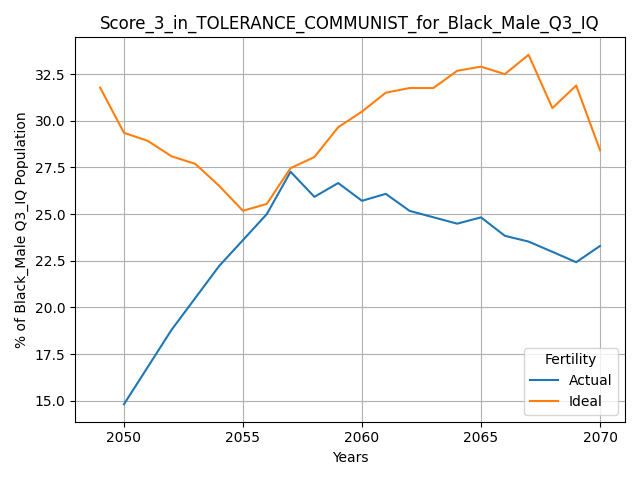 Score_3_in_TOLERANCE_COMMUNIST_for_Black_Male_Q3_IQ
% of Black_Male Q3_IQ Population
32.5
30.0
27.5
25.0
22.5
20.0
17.5
15.0
Fertility
Actual
Ideal
2050 2055 2060 2065 2070
Years